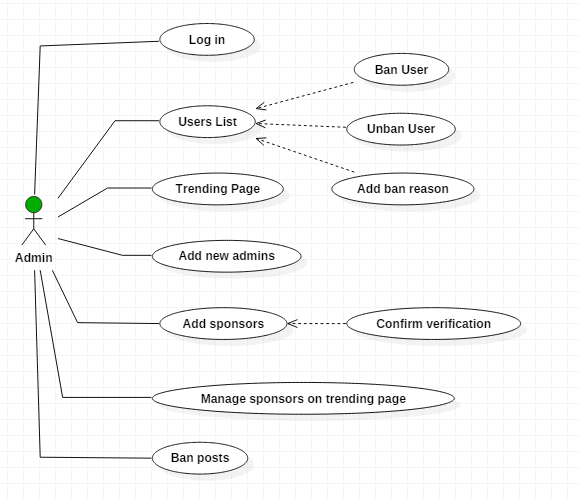 Log in
Ban User
Users List
Unban User
Trending Page
Add ban reason
Admin
Add new admins
Add sponsors
Confirm verification
Manage sponsors on trending page
Ban posts